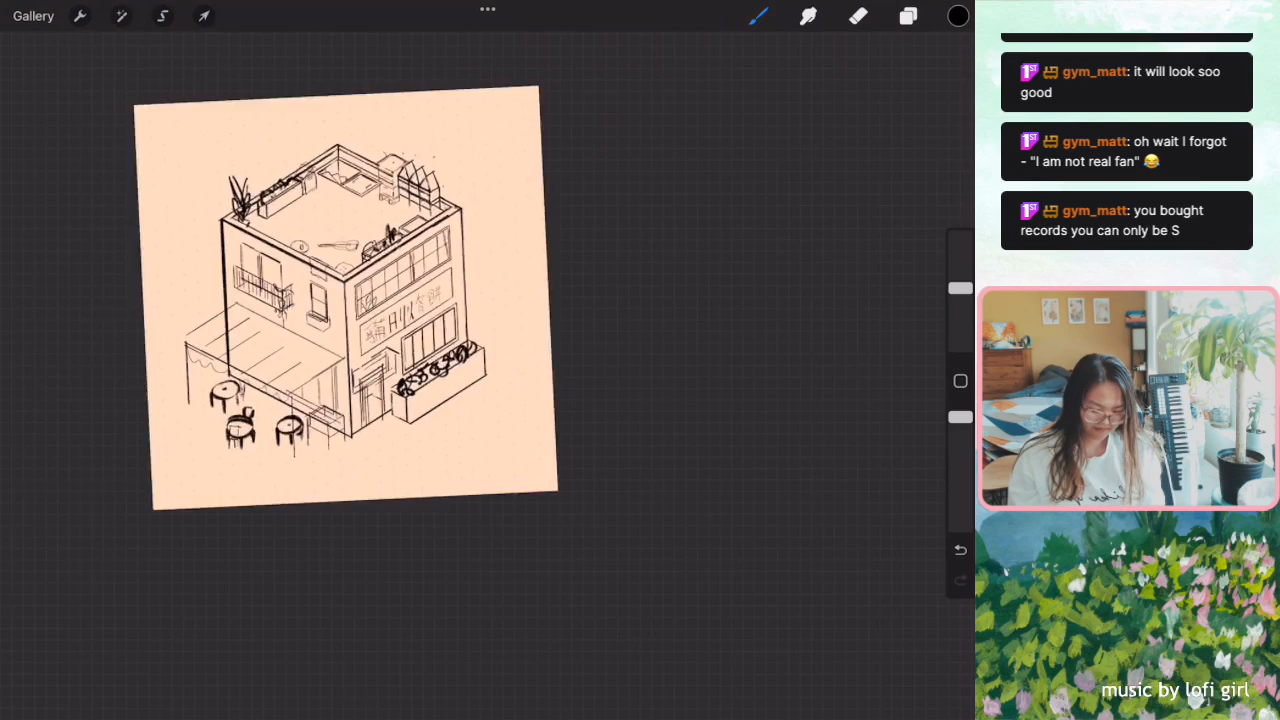 Gallery
gym_matt: it will look soo
good
gym_matt: oh wait I forgot
- "I am not real fan" 😂
gym_matt: you bought
records you can only be S
music by lofi girl